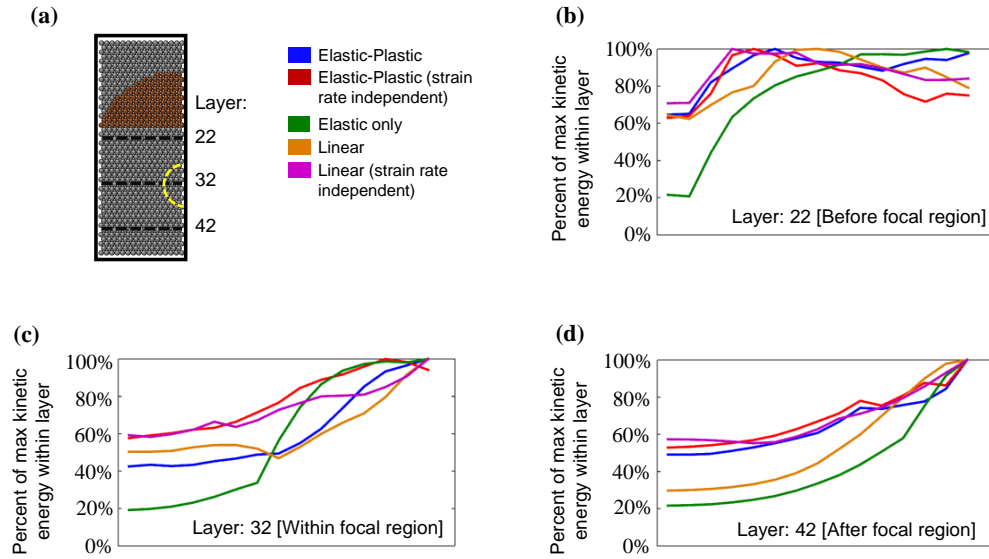 (a)
Layer:
22
32
42
Elastic-Plastic
Elastic-Plastic (strain
rate independent)
Elastic only
Linear
Linear (strain rate
independent)
(b)
Percent of max kinetic
energy within layer
100%
80%
60%
40%
20%
0%
Layer: 22 [Before focal region]
(c)
Percent of max kinetic
energy within layer
100%
80%
60%
40%
20%
0%
Layer: 32 [Within focal region]
(d)
Percent of max kinetic
energy within layer
100%
80%
60%
40%
20%
0%
Layer: 42 [After focal region]